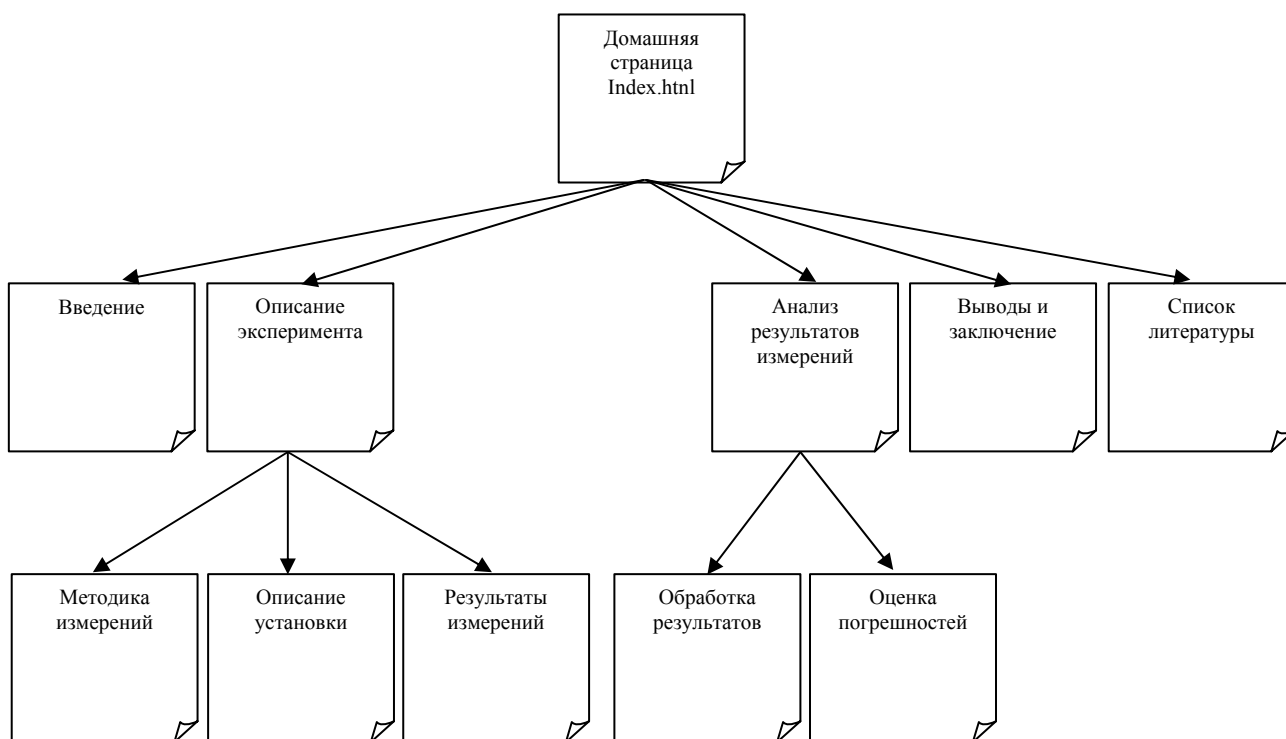 Домашняя
страница
Index.htnl
Введение
Описание
эксперимента
Анализ
результатов
измерений
Выводы и
заключение
Список
литературы
Методика
измерений
Описание
установки
Результаты
измерений
Обработка
результатов
Оценка
погрешностей